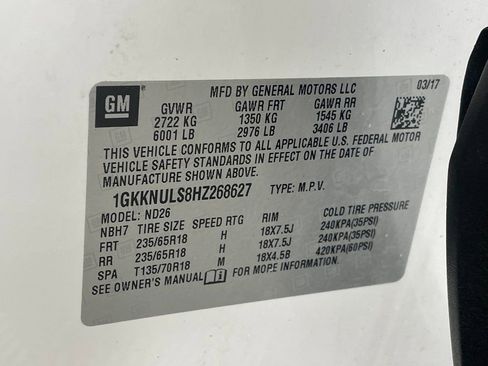 MFD BY GENERAL MOTORS LLC 03/17
GM
GVWR GAWR FRT GAWR RR
2722 KG 1350 KG 1545 KG
6001 LB 2976 LB 3406 LB
THIS VEHICLE CONFORMS TO ALL APPLICABLE U.S. FEDERAL MOTOR
VEHICLE SAFETY STANDARDS IN EFFECT ON THE DATE OF
MANUFACTURE SHOWN ABOVE.
1GKKNULS8HZ268627 TYPE: M.P.V.
MODEL: ND26
NBH7 TIRE SIZE SPEED RTG RIM COLD TIRE PRESSURE
FRT 235/65R18 H 18X7.5J 240KPA(35PSI)
RR 235/65R18 H 18X7.5J 240KPA(35PSI)
SPA T135/70R18 M 18X4.5B 420KPA(60PSI)
SEE OWNER'S MANUAL FOR MORE INFORMATION